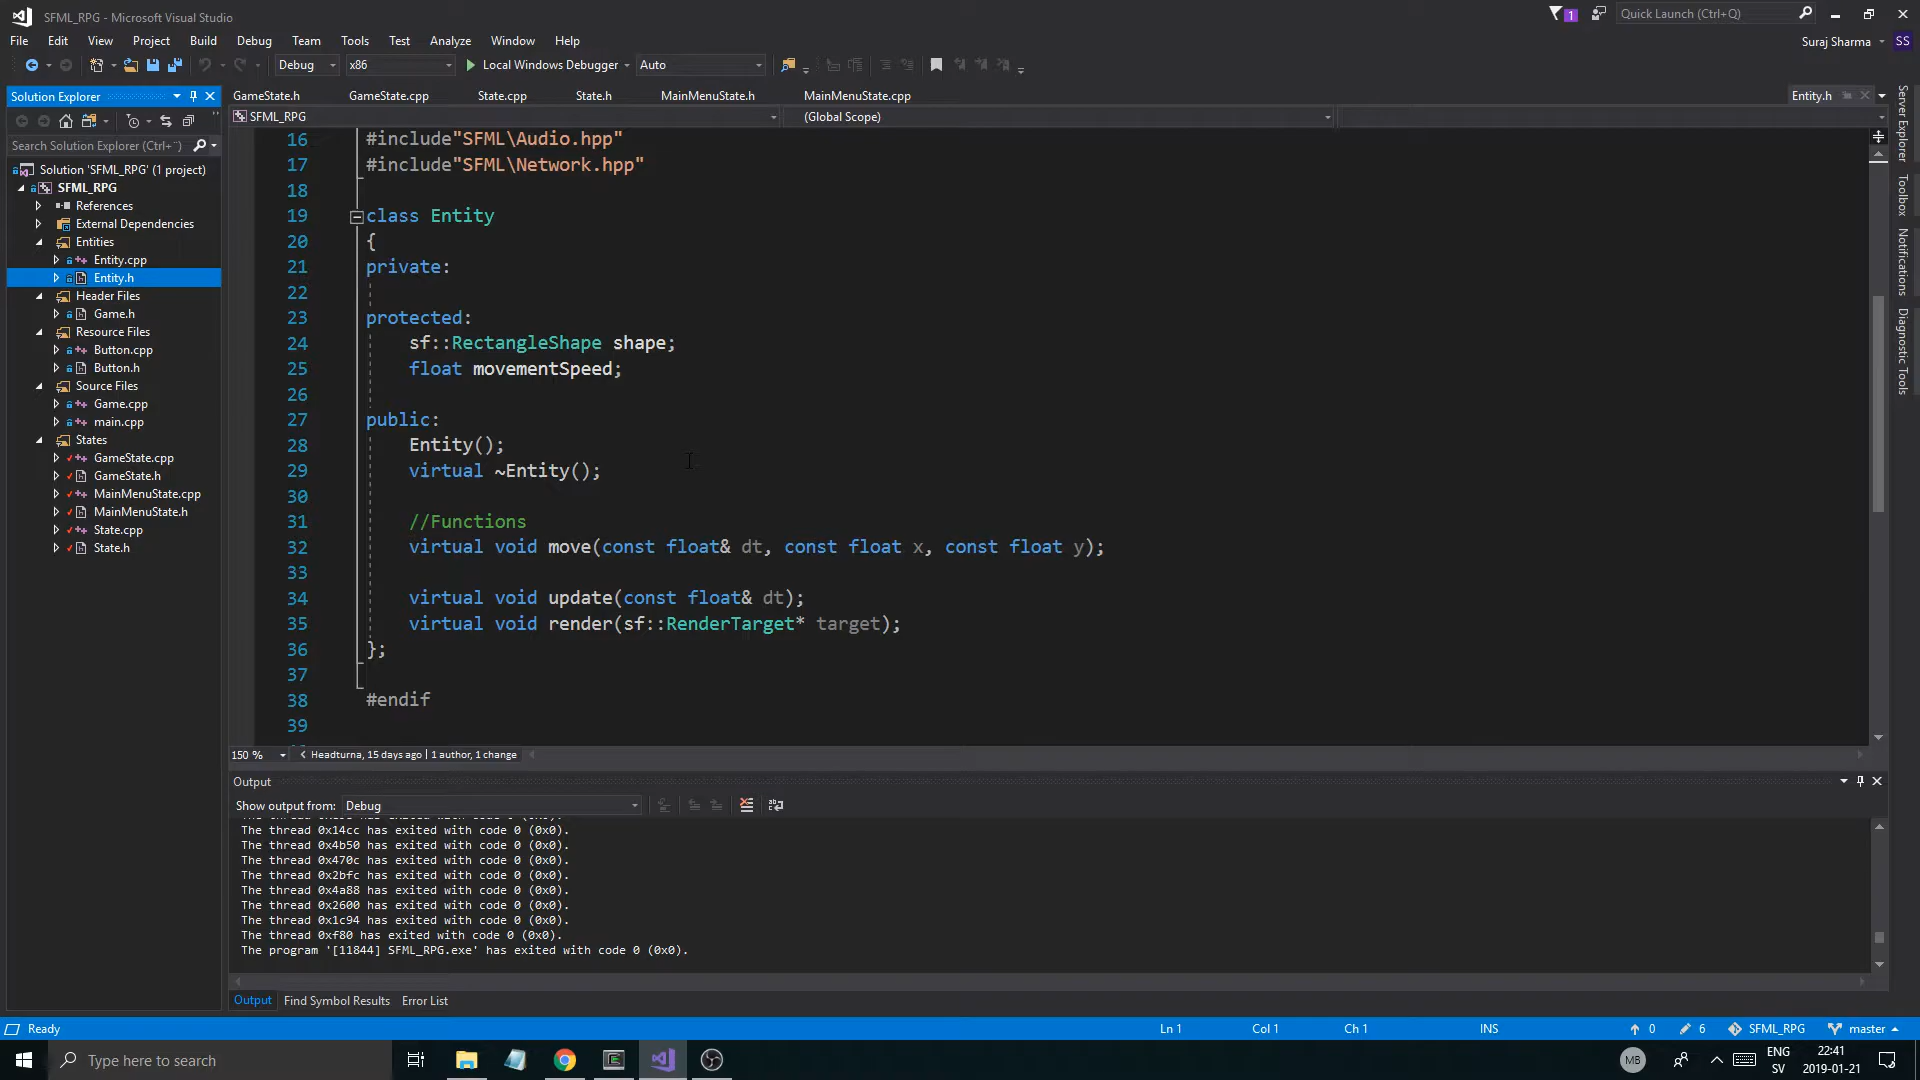 SFML_RPG - Microsoft Visual Studio
1
Quick Launch (Ctrl+Q)
File Edit View Project Build Debug Team Tools Test Analyze Window Help
Suraj Sharma SS
Debug x86 Local Windows Debugger Auto
Solution Explorer
Search Solution Explorer (Ctrl+¨)
Solution 'SFML_RPG' (1 project)
SFML_RPG
References
External Dependencies
Entities
Entity.cpp
Entity.h
Header Files
Game.h
Resource Files
Button.cpp
Button.h
Source Files
Game.cpp
main.cpp
States
GameState.cpp
GameState.h
MainMenuState.cpp
MainMenuState.h
State.cpp
State.h
GameState.h GameState.cpp State.cpp State.h MainMenuState.h MainMenuState.cpp Entity.h
SFML_RPG (Global Scope)
16 #include"SFML\Audio.hpp"
17 #include"SFML\Network.hpp"
18
19 class Entity
20 {
21 private:
22
23 protected:
24 sf::RectangleShape shape;
25 float movementSpeed;
26
27 public:
28 Entity();
29 virtual ~Entity();
30
31 //Functions
32 virtual void move(const float& dt, const float x, const float y);
33
34 virtual void update(const float& dt);
35 virtual void render(sf::RenderTarget* target);
36 };
37
38 #endif
39
150 % Headturna, 15 days ago | 1 author, 1 change
Output
Show output from: Debug
The thread 0x14cc has exited with code 0 (0x0).
The thread 0x4b50 has exited with code 0 (0x0).
The thread 0x470c has exited with code 0 (0x0).
The thread 0x2bfc has exited with code 0 (0x0).
The thread 0x4a88 has exited with code 0 (0x0).
The thread 0x2600 has exited with code 0 (0x0).
The thread 0x1c94 has exited with code 0 (0x0).
The thread 0xf80 has exited with code 0 (0x0).
The program '[11844] SFML_RPG.exe' has exited with code 0 (0x0).
Output Find Symbol Results Error List
Server Explorer
Toolbox
Notifications
Diagnostic Tools
Ready Ln 1 Col 1 Ch 1 INS 0 6 SFML_RPG master
Type here to search
MB
ENG
SV
22:41
2019-01-21